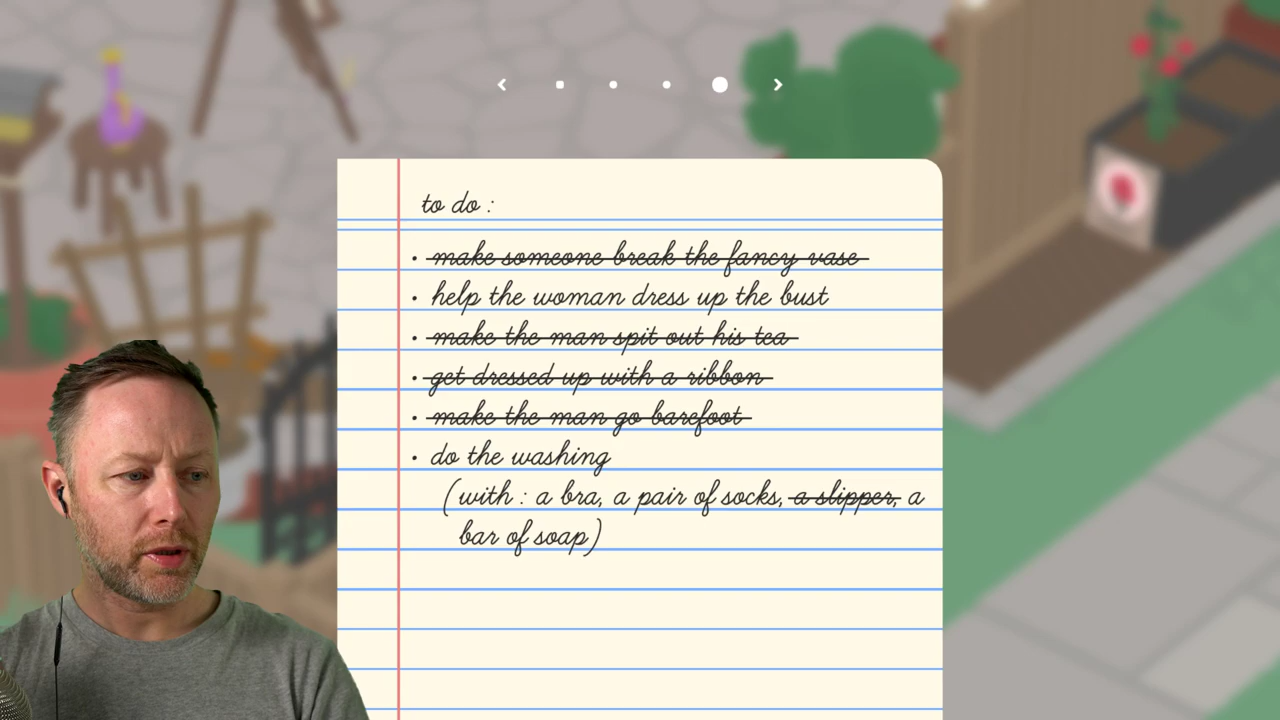 to do :
• make someone break the fancy vase
• help the woman dress up the bust
• make the man spit out his tea
• get dressed up with a ribbon
• make the man go barefoot
• do the washing
(with : a bra, a pair of socks, a slipper, a
bar of soap)